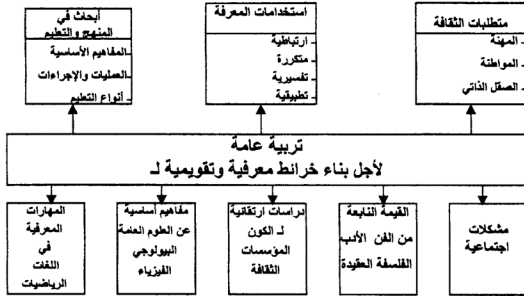 متطلبات الثقافة
ـ المهنة
ـ المواطنة
ـ الصقل الذاتي
استخدامات المعرفة
ـ ارتباطية
ـ متكررة
ـ تفسيرية
ـ تطبيقية
أبحاث في
المنهج والتعليم
ـ المفاهيم الأساسية
ـ العمليات والإجراءات
ـ أنواع التعليم
تربية عامة
لأجل بناء خرائط معرفية وتقويمية لـ
مشكلات
اجتماعية
القيمة النابعة
من الفن الأدب
الفلسفة العقيدة
دراسات ارتقائية
لـ الكون
المؤسسات
الثقافة
مفاهيم أساسية
عن العلوم العامة
البيولوجي
الفيزياء
المهارات
المعرفية
في
اللغات
الرياضيات